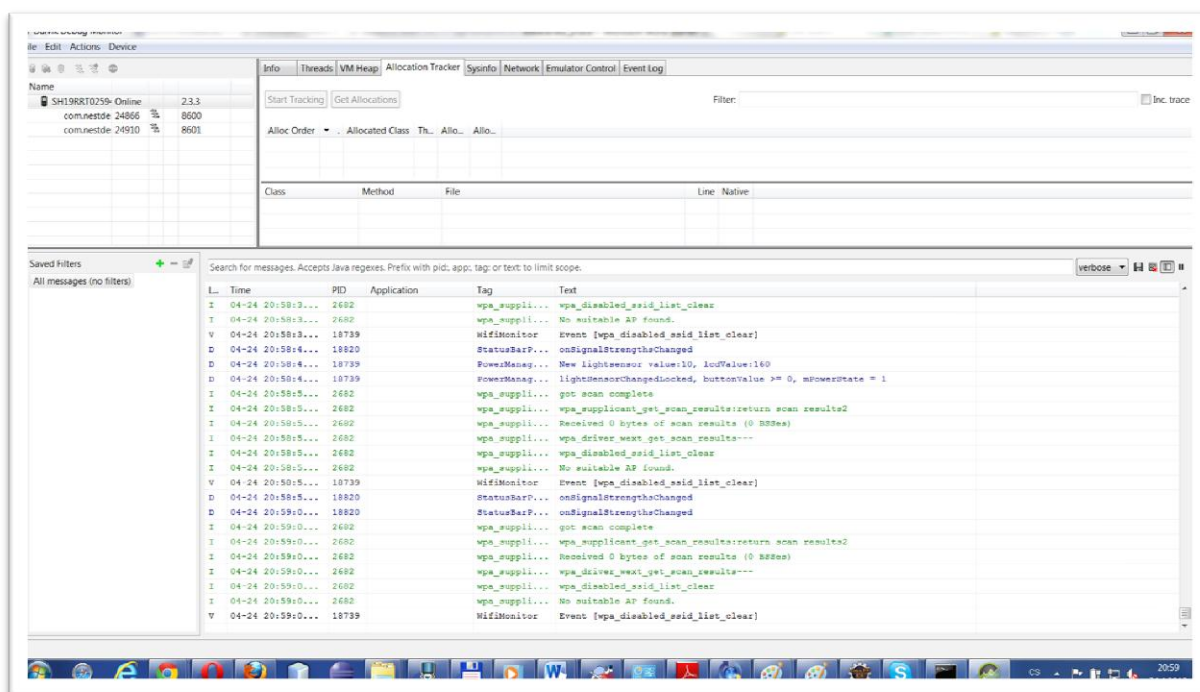 Dalvik Debug Monitor
File Edit Actions Device
Info Threads VM Heap Allocation Tracker Sysinfo Network Emulator Control Event Log
Name
SH19RRT0259 Online 2.3.3
com.nestde 24866 8600
com.nestde 24910 8601
Start Tracking Get Allocations Filter: Inc. trace
Alloc Order Allocated Class Th... Allo... Allo...
Class Method File Line Native
Saved Filters
All messages (no filters)
Search for messages. Accepts Java regexes. Prefix with pid:, app:, tag: or text: to limit scope. verbose
L... Time PID Application Tag Text
I 04-24 20:58:3... 2682 wpa_suppli... wpa_disabled_ssid_list_clear
I 04-24 20:58:3... 2682 wpa_suppli... No suitable AP found.
V 04-24 20:58:3... 18739 WifiMonitor Event [wpa_disabled_ssid_list_clear]
D 04-24 20:58:4... 18820 StatusBarP... onSignalStrengthsChanged
D 04-24 20:58:4... 18739 PowerManag... New lightsensor value:10, lcdValue:160
D 04-24 20:58:4... 18739 PowerManag... lightSensorChangedLocked, buttonValue >= 0, mPowerState = 1
I 04-24 20:58:5... 2682 wpa_suppli... got scan complete
I 04-24 20:58:5... 2682 wpa_suppli... wpa_supplicant_get_scan_results:return scan results2
I 04-24 20:58:5... 2682 wpa_suppli... Received 0 bytes of scan results (0 BSSes)
I 04-24 20:58:5... 2682 wpa_suppli... wpa_driver_wext_get_scan_results---
I 04-24 20:58:5... 2682 wpa_suppli... wpa_disabled_ssid_list_clear
I 04-24 20:58:5... 2682 wpa_suppli... No suitable AP found.
V 04-24 20:58:5... 18739 WifiMonitor Event [wpa_disabled_ssid_list_clear]
D 04-24 20:58:5... 18820 StatusBarP... onSignalStrengthsChanged
D 04-24 20:59:0... 18820 StatusBarP... onSignalStrengthsChanged
I 04-24 20:59:0... 2682 wpa_suppli... got scan complete
I 04-24 20:59:0... 2682 wpa_suppli... wpa_supplicant_get_scan_results:return scan results2
I 04-24 20:59:0... 2682 wpa_suppli... Received 0 bytes of scan results (0 BSSes)
I 04-24 20:59:0... 2682 wpa_suppli... wpa_driver_wext_get_scan_results---
I 04-24 20:59:0... 2682 wpa_suppli... wpa_disabled_ssid_list_clear
I 04-24 20:59:0... 2682 wpa_suppli... No suitable AP found.
V 04-24 20:59:0... 18739 WifiMonitor Event [wpa_disabled_ssid_list_clear]
CS 20:59